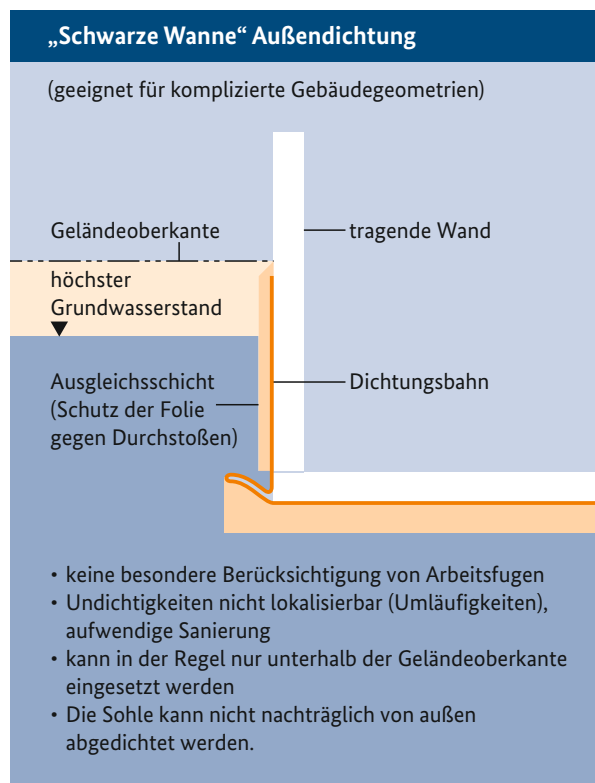 „Schwarze Wanne“ Außendichtung
(geeignet für komplizierte Gebäudegeometrien)
Geländeoberkante
tragende Wand
höchster
Grundwasserstand
Ausgleichsschicht
(Schutz der Folie
gegen Durchstoßen)
Dichtungsbahn
• keine besondere Berücksichtigung von Arbeitsfugen
• Undichtigkeiten nicht lokalisierbar (Umläufigkeiten),
aufwendige Sanierung
• kann in der Regel nur unterhalb der Geländeoberkante
eingesetzt werden
• Die Sohle kann nicht nachträglich von außen
abgedichtet werden.